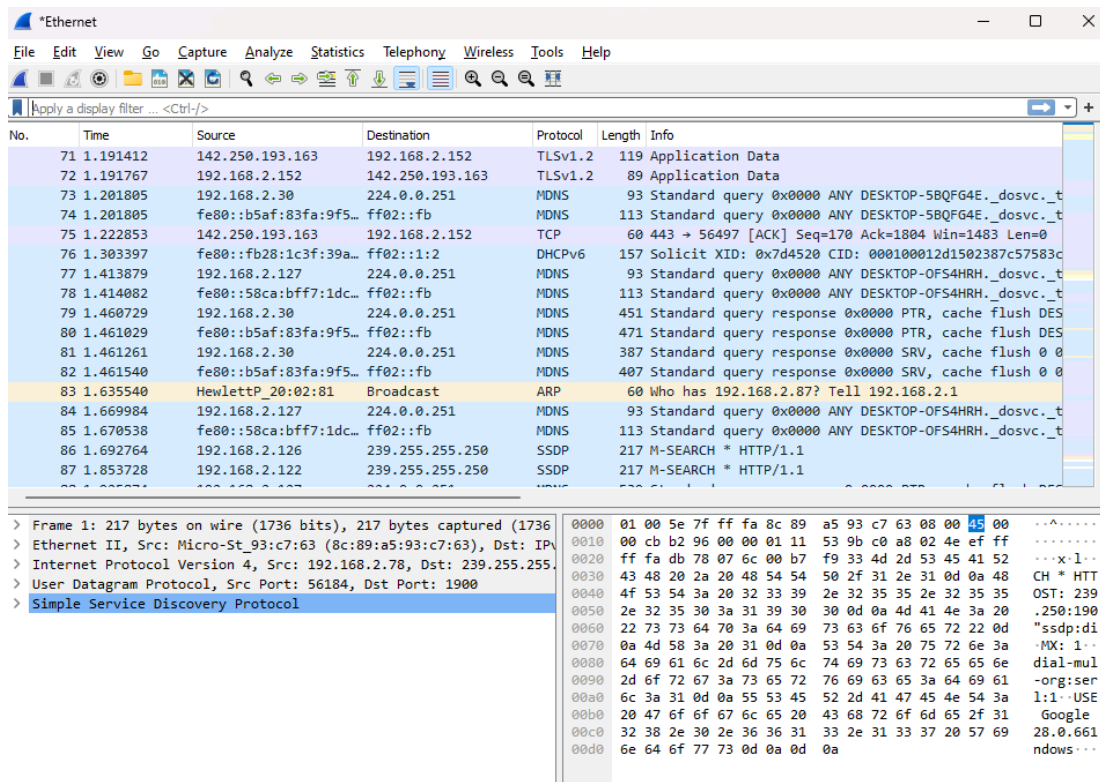 *Ethernet
File Edit View Go Capture Analyze Statistics Telephony Wireless Tools Help
Apply a display filter ... <Ctrl-/>
No. Time Source Destination Protocol Length Info
71 1.191412 142.250.193.163 192.168.2.152 TLSv1.2 119 Application Data
72 1.191767 192.168.2.152 142.250.193.163 TLSv1.2 89 Application Data
73 1.201805 192.168.2.30 224.0.0.251 MDNS 93 Standard query 0x0000 ANY DESKTOP-5BQFG4E._dosvc._t
74 1.201805 fe80::b5af:83fa:9f5… ff02::fb MDNS 113 Standard query 0x0000 ANY DESKTOP-5BQFG4E._dosvc._t
75 1.222853 142.250.193.163 192.168.2.152 TCP 60 443 → 56497 [ACK] Seq=170 Ack=1804 Win=1483 Len=0
76 1.303397 fe80::fb28:1c3f:39a… ff02::1:2 DHCPv6 157 Solicit XID: 0x7d4520 CID: 000100012d1502387c57583c
77 1.413879 192.168.2.127 224.0.0.251 MDNS 93 Standard query 0x0000 ANY DESKTOP-OFS4HRH._dosvc._t
78 1.414082 fe80::58ca:bff7:1dc… ff02::fb MDNS 113 Standard query 0x0000 ANY DESKTOP-OFS4HRH._dosvc._t
79 1.460729 192.168.2.30 224.0.0.251 MDNS 451 Standard query response 0x0000 PTR, cache flush DES
80 1.461029 fe80::b5af:83fa:9f5… ff02::fb MDNS 471 Standard query response 0x0000 PTR, cache flush DES
81 1.461261 192.168.2.30 224.0.0.251 MDNS 387 Standard query response 0x0000 SRV, cache flush 0 0
82 1.461540 fe80::b5af:83fa:9f5… ff02::fb MDNS 407 Standard query response 0x0000 SRV, cache flush 0 0
83 1.635540 HewlettP_20:02:81 Broadcast ARP 60 Who has 192.168.2.87? Tell 192.168.2.1
84 1.669984 192.168.2.127 224.0.0.251 MDNS 93 Standard query 0x0000 ANY DESKTOP-OFS4HRH._dosvc._t
85 1.670538 fe80::58ca:bff7:1dc… ff02::fb MDNS 113 Standard query 0x0000 ANY DESKTOP-OFS4HRH._dosvc._t
86 1.692764 192.168.2.126 239.255.255.250 SSDP 217 M-SEARCH * HTTP/1.1
87 1.853728 192.168.2.122 239.255.255.250 SSDP 217 M-SEARCH * HTTP/1.1
> Frame 1: 217 bytes on wire (1736 bits), 217 bytes captured (1736
> Ethernet II, Src: Micro-St_93:c7:63 (8c:89:a5:93:c7:63), Dst: IPv
> Internet Protocol Version 4, Src: 192.168.2.78, Dst: 239.255.255.
> User Datagram Protocol, Src Port: 56184, Dst Port: 1900
> Simple Service Discovery Protocol
0000 01 00 5e 7f ff fa 8c 89 a5 93 c7 63 08 00 45 00 ··^·····
0010 00 cb b2 96 00 00 01 11 53 9b c0 a8 02 4e ef ff ········
0020 ff fa db 78 07 6c 00 b7 f9 33 4d 2d 53 45 41 52 ···x·l··
0030 43 48 20 2a 20 48 54 54 50 2f 31 2e 31 0d 0a 48 CH * HTT
0040 4f 53 54 3a 20 32 33 39 2e 32 35 35 2e 32 35 35 OST: 239
0050 2e 32 35 30 3a 31 39 30 30 0d 0a 4d 41 4e 3a 20 .250:190
0060 22 73 73 64 70 3a 64 69 73 63 6f 76 65 72 22 0d "ssdp:di
0070 0a 4d 58 3a 20 31 0d 0a 53 54 3a 20 75 72 6e 3a ·MX: 1··
0080 64 69 61 6c 2d 6d 75 6c 74 69 73 63 72 65 65 6e dial-mul
0090 2d 6f 72 67 3a 73 65 72 76 69 63 65 3a 64 69 61 -org:ser
00a0 6c 3a 31 0d 0a 55 53 45 52 2d 41 47 45 4e 54 3a l:1··USE
00b0 20 47 6f 6f 67 6c 65 20 43 68 72 6f 6d 65 2f 31 Google
00c0 32 38 2e 30 2e 36 36 31 33 2e 31 33 37 20 57 69 28.0.661
00d0 6e 64 6f 77 73 0d 0a 0d 0a ndows···